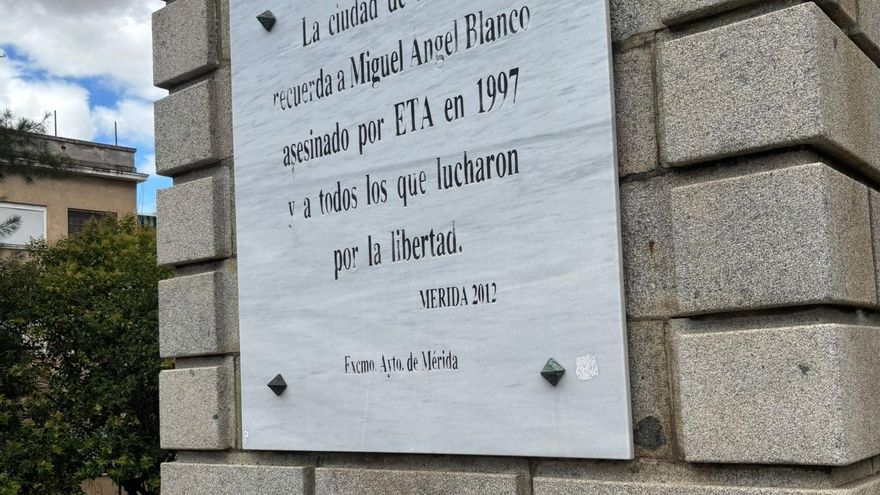 La ciudad de
recuerda a Miguel Angel Blanco
asesinado por ETA en 1997
y a todos los que lucharon
por la libertad.
MERIDA 2012
Excmo. Ayto. de Mérida